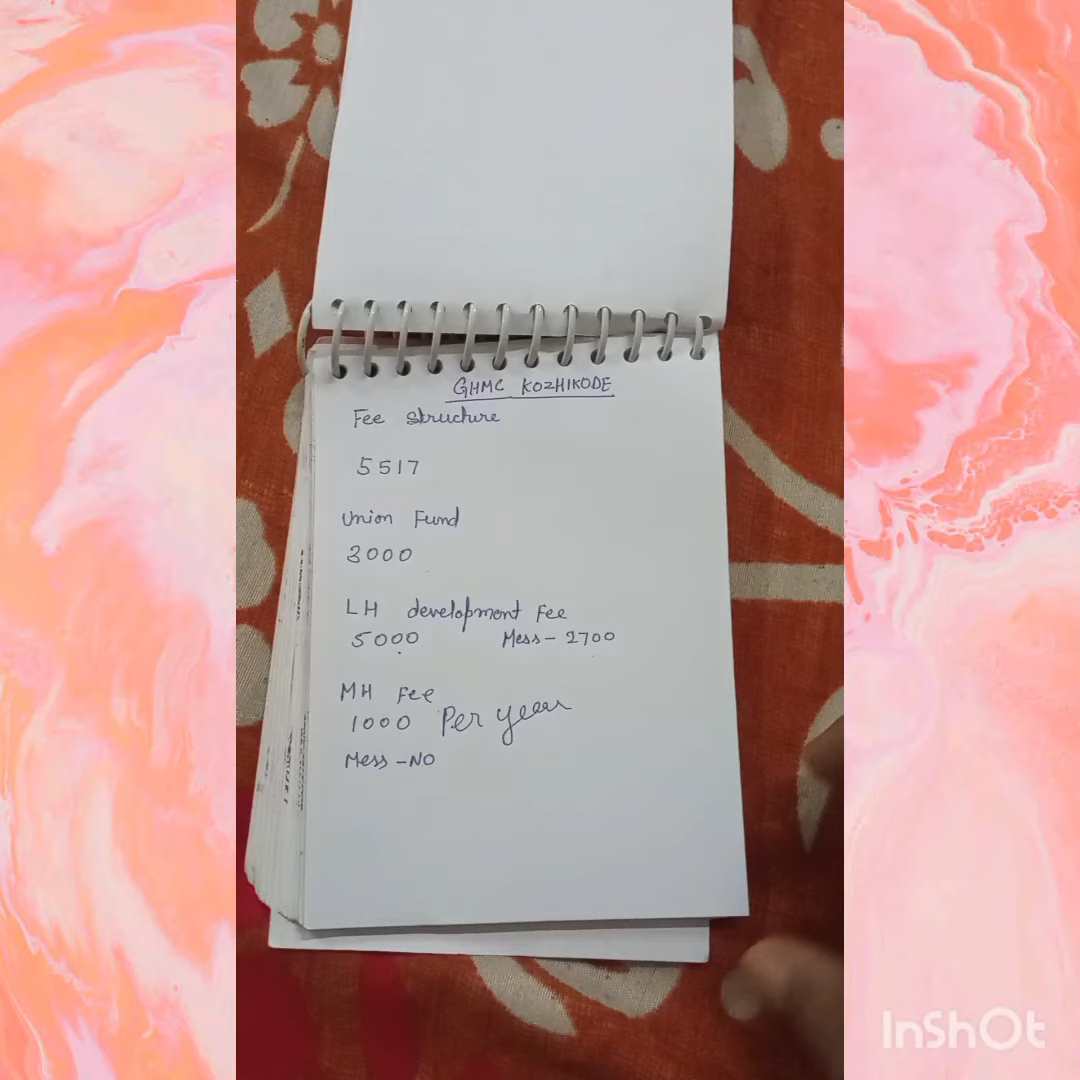 GHMC KOZHIKODE
Fee structure
5517
Union Fund
3000
LH development Fee
5000 Mess - 2700
MH Fee
1000 Per year
Mess - NO
InShOt